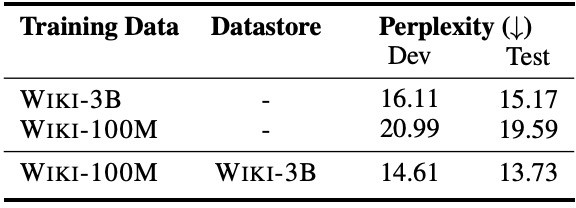 Training Data Datastore Perplexity (↓)
Dev Test
WIKI-3B - 16.11 15.17
WIKI-100M - 20.99 19.59
WIKI-100M WIKI-3B 14.61 13.73